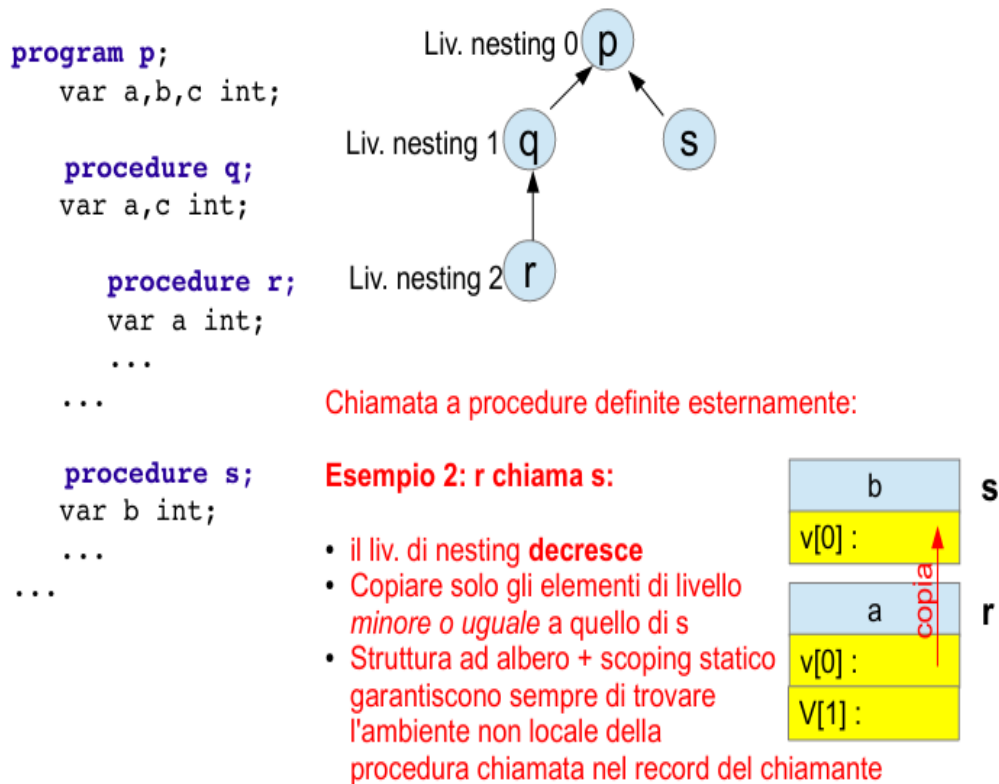 program p;
var a,b,c int;
procedure q;
var a,c int;
procedure r;
var a int;
...
...
procedure s;
var b int;
...
...
Liv. nesting 0 p
Liv. nesting 1 q s
Liv. nesting 2 r
Chiamata a procedure definite esternamente:
Esempio 2: r chiama s:
• il liv. di nesting decresce
• Copiare solo gli elementi di livello
minore o uguale a quello di s
• Struttura ad albero + scoping statico
garantiscono sempre di trovare
l'ambiente non locale della
procedura chiamata nel record del chiamante
b s
v[0] :
copia
a r
v[0] :
V[1] :